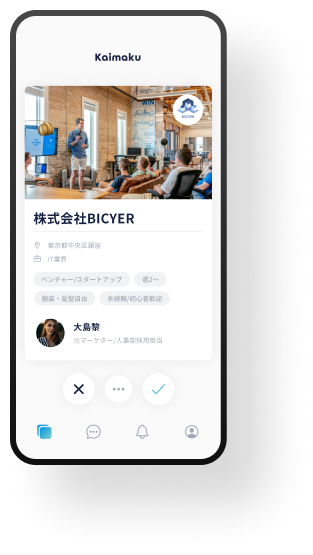 Kaimaku
WIN
BICYER
株式会社BICYER
東京都中央区銀座
IT業界
ベンチャー/スタートアップ 週2〜
服装・髪型自由 未経験/初心者歓迎
大島黎
元マーケター/人事部採用担当